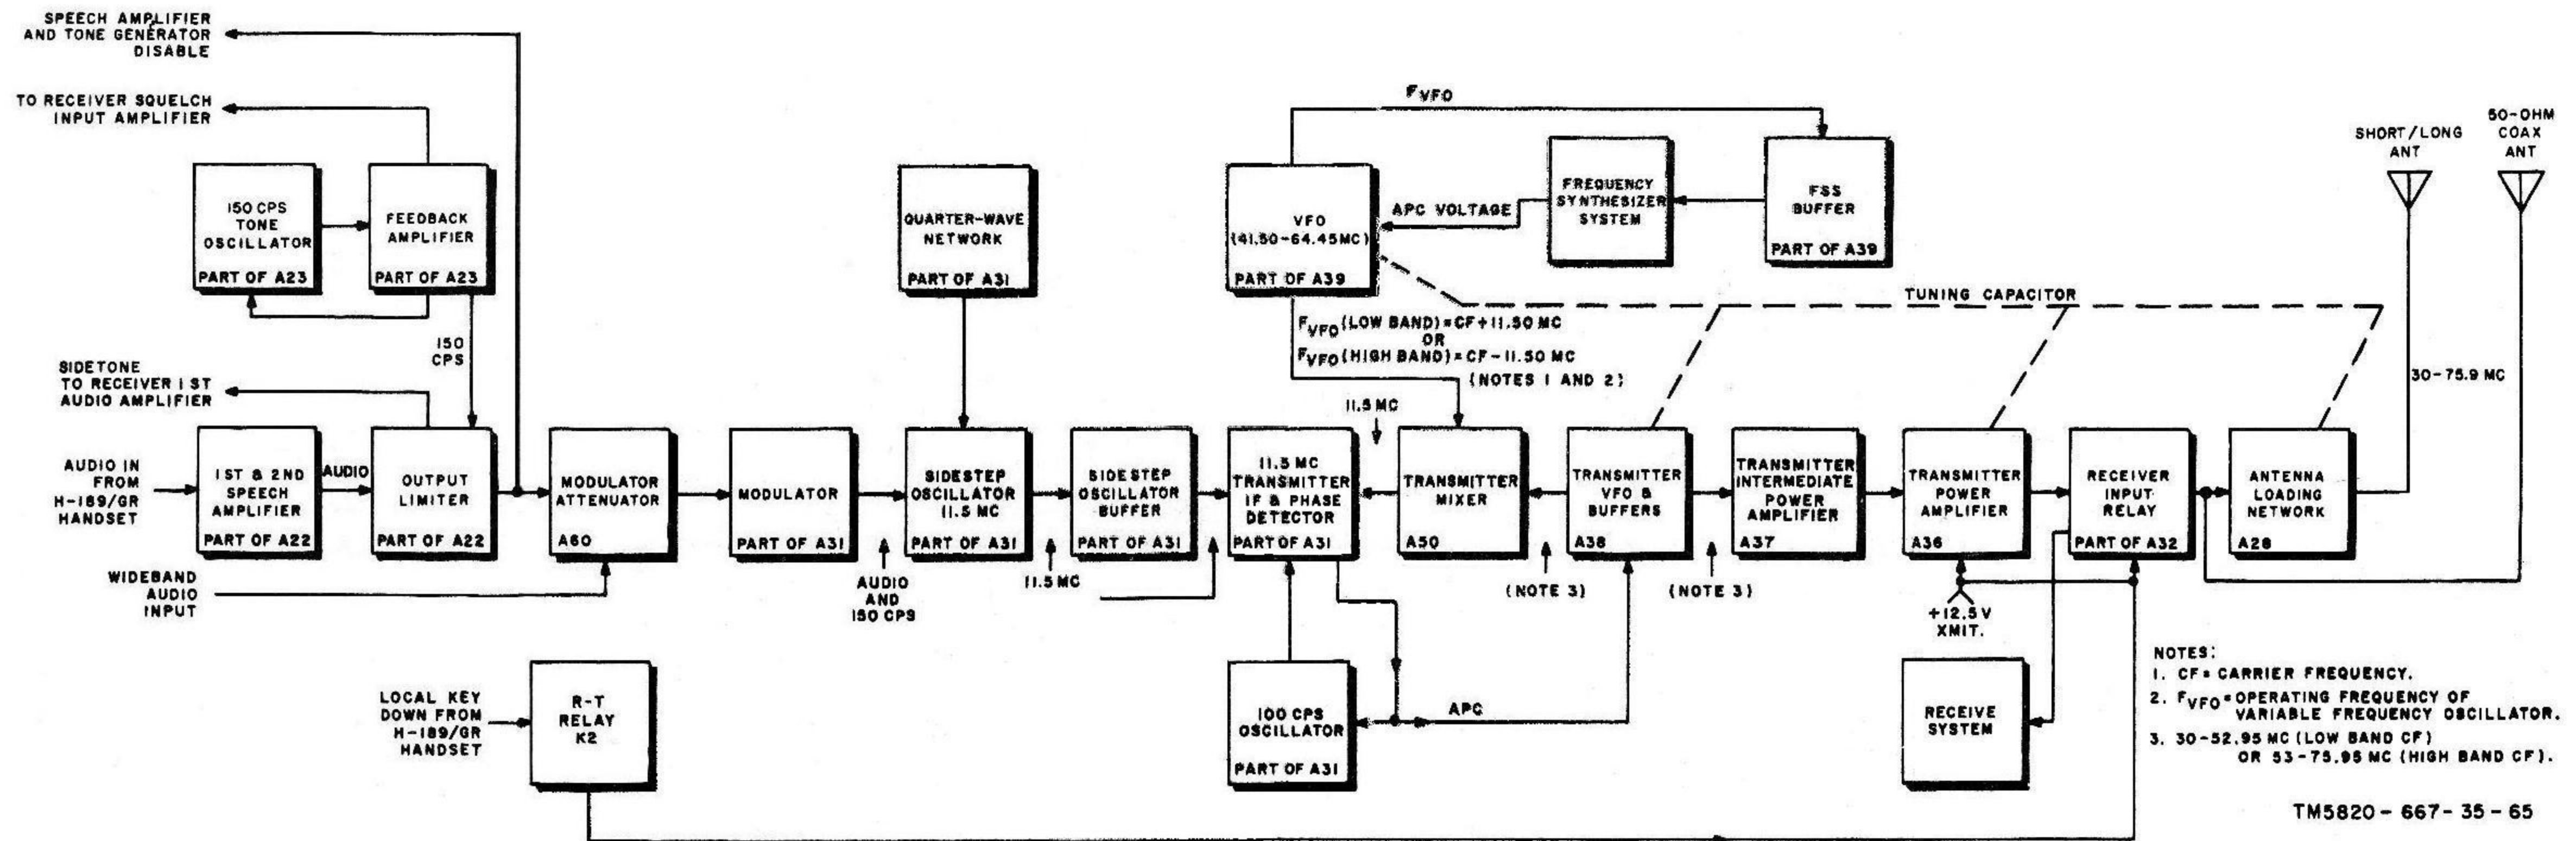 SPEECH AMPLIFIER
AND TONE GENERATOR
DISABLE
TO RECEIVER SQUELCH
INPUT AMPLIFIER
150 CPS
TONE
OSCILLATOR
PART OF A23
FEEDBACK
AMPLIFIER
PART OF A23
150
CPS
SIDETONE
TO RECEIVER 1 ST
AUDIO AMPLIFIER
AUDIO IN
FROM
H-189/GR
HANDSET
1 ST & 2ND
SPEECH
AMPLIFIER
PART OF A22
AUDIO
OUTPUT
LIMITER
PART OF A22
WIDEBAND
AUDIO
INPUT
MODULATOR
ATTENUATOR
A60
MODULATOR
PART OF A31
AUDIO
AND
150 CPS
QUARTER-WAVE
NETWORK
PART OF A31
SIDESTEP
OSCILLATOR
11.5 MC
PART OF A31
11.5 MC
SIDESTEP
OSCILLATOR
BUFFER
PART OF A31
11.5 MC
TRANSMITTER
IF & PHASE
DETECTOR
PART OF A31
11.5 MC
F VFO
VFO
(41.50-64.45MC)
PART OF A39
APC VOLTAGE
FREQUENCY
SYNTHESIZER
SYSTEM
FSS
BUFFER
PART OF A39
TUNING CAPACITOR
F VFO (LOW BAND)=CF+11.50 MC
OR
F VFO (HIGH BAND)=CF-11.50 MC
(NOTES 1 AND 2)
TRANSMITTER
MIXER
A50
(NOTE 3)
TRANSMITTER
VFO &
BUFFERS
A38
(NOTE 3)
TRANSMITTER
INTERMEDIATE
POWER
AMPLIFIER
A37
TRANSMITTER
POWER
AMPLIFIER
A36
+12.5 V
XMIT.
RECEIVER
INPUT
RELAY
PART OF A32
ANTENNA
LOADING
NETWORK
A28
SHORT/LONG
ANT
50-OHM
COAX
ANT
30-75.9 MC
LOCAL KEY
DOWN FROM
H-189/GR
HANDSET
R-T
RELAY
K2
100 CPS
OSCILLATOR
PART OF A31
APC
RECEIVE
SYSTEM
NOTES:
1. CF = CARRIER FREQUENCY.
2. F VFO = OPERATING FREQUENCY OF
VARIABLE FREQUENCY OSCILLATOR.
3. 30-52.95 MC (LOW BAND CF)
OR 53-75.95 MC (HIGH BAND CF).
TM5820-667-35-65